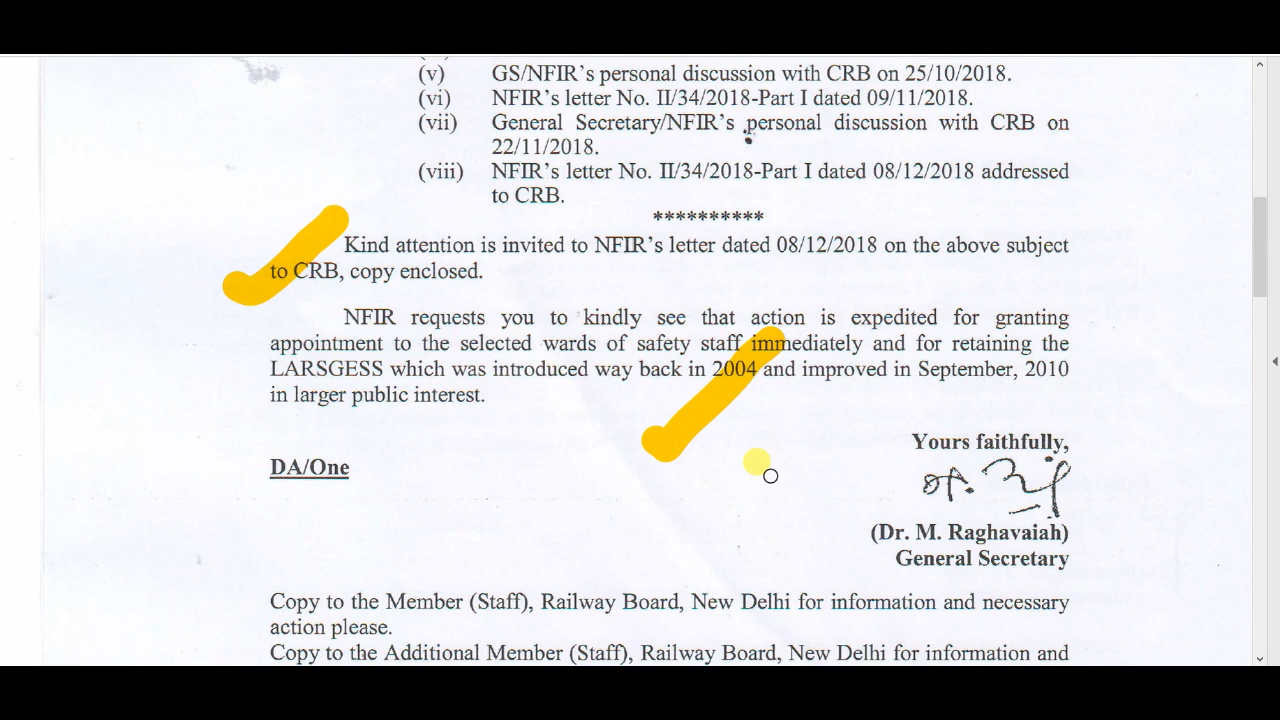 (v) GS/NFIR's personal discussion with CRB on 25/10/2018.
(vi) NFIR's letter No. II/34/2018-Part I dated 09/11/2018.
(vii) General Secretary/NFIR's personal discussion with CRB on
22/11/2018.
(viii) NFIR's letter No. II/34/2018-Part I dated 08/12/2018 addressed
to CRB.
**********
Kind attention is invited to NFIR's letter dated 08/12/2018 on the above subject
to CRB, copy enclosed.
NFIR requests you to kindly see that action is expedited for granting
appointment to the selected wards of safety staff immediately and for retaining the
LARSGESS which was introduced way back in 2004 and improved in September, 2010
in larger public interest.
Yours faithfully,
DA/One
(Dr. M. Raghavaiah)
General Secretary
Copy to the Member (Staff), Railway Board, New Delhi for information and necessary
action please.
Copy to the Additional Member (Staff), Railway Board, New Delhi for information and